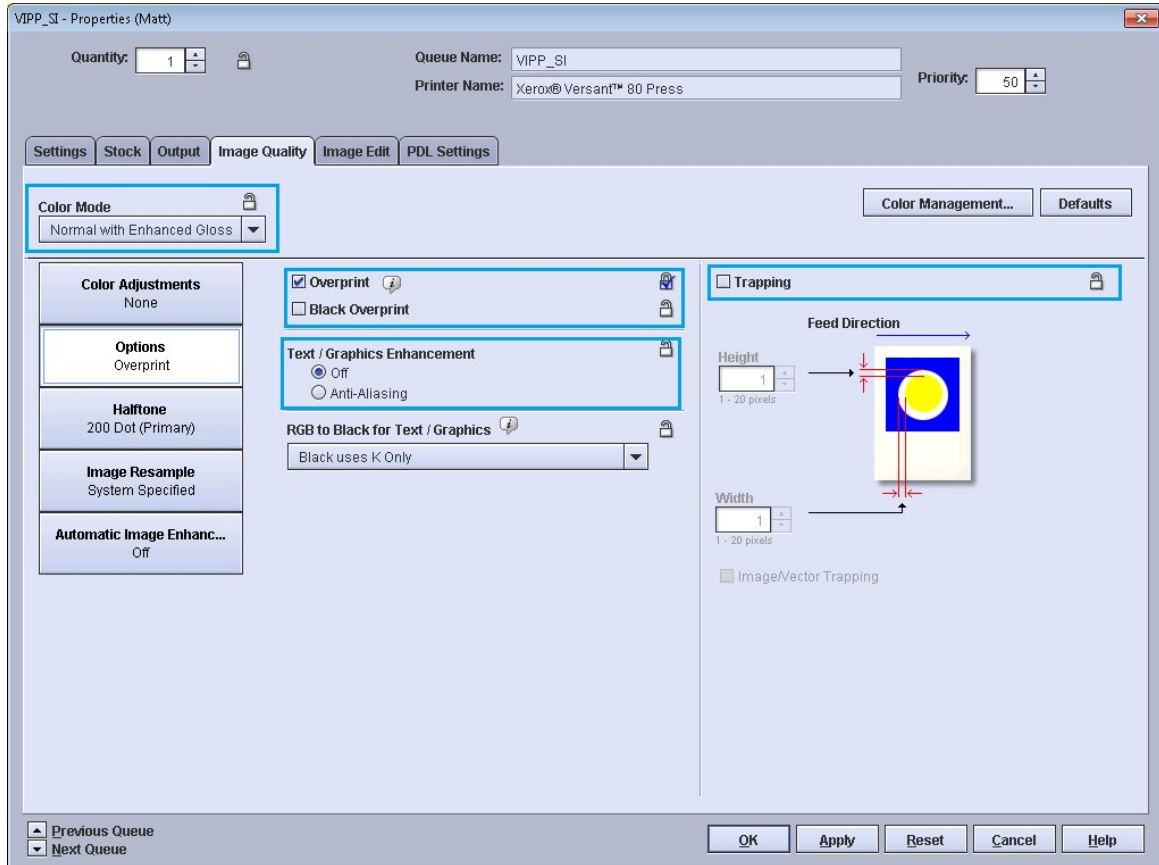 VIPP_SI - Properties (Matt)
Quantity: 1
Queue Name: VIPP_SI
Printer Name: Xerox® Versant™ 80 Press
Priority: 50
Settings Stock Output Image Quality Image Edit PDL Settings
Color Mode
Normal with Enhanced Gloss
Color Management... Defaults
Color Adjustments
None
Options
Overprint
Halftone
200 Dot (Primary)
Image Resample
System Specified
Automatic Image Enhanc...
Off
Overprint
Black Overprint
Text / Graphics Enhancement
Off
Anti-Aliasing
RGB to Black for Text / Graphics
Black uses K Only
Trapping
Feed Direction
Height
1
1 - 20 pixels
Width
1
1 - 20 pixels
Image/Vector Trapping
Previous Queue
Next Queue
OK Apply Reset Cancel Help